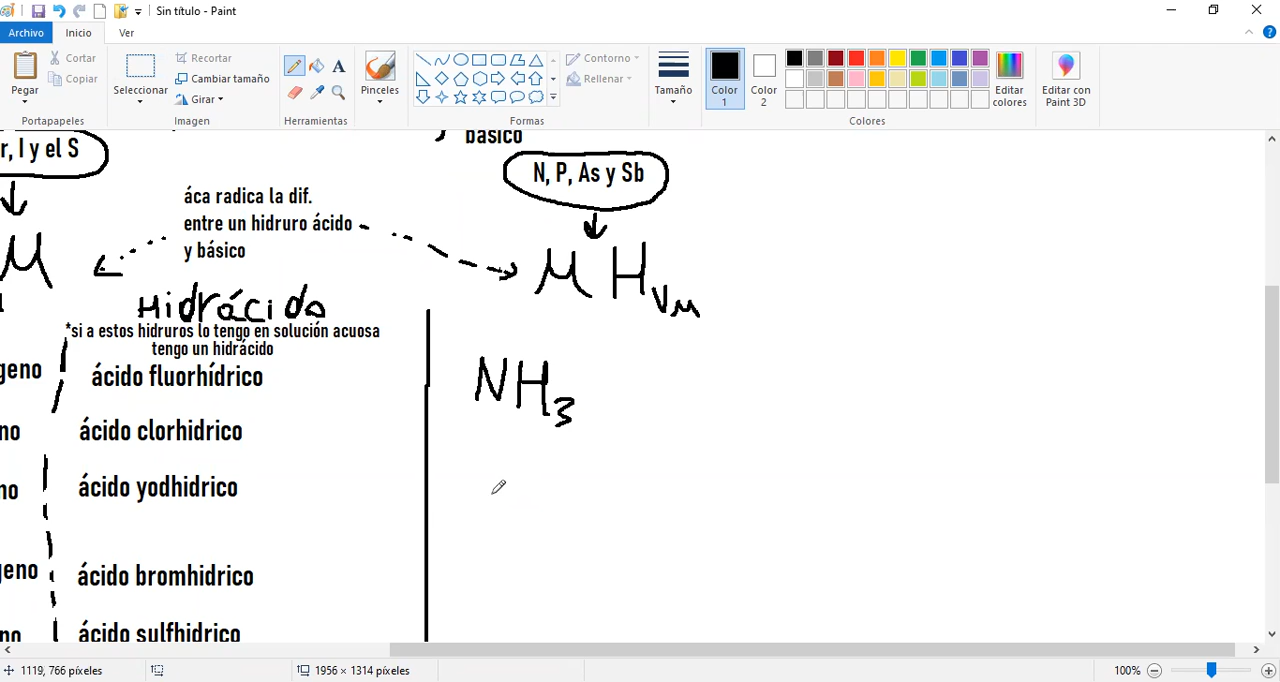 Sin título - Paint
Archivo
Inicio
Ver
Pegar
Cortar
Copiar
Portapapeles
Seleccionar
Recortar
Cambiar tamaño
Girar
Imagen
A
Herramientas
Pinceles
Contorno
Rellenar
Formas
Tamaño
Color 1
Color 2
Editar colores
Colores
Editar con Paint 3D
r, I y el S
básico
N, P, As y Sb
áca radica la dif.
entre un hidruro ácido
y básico
M
M H VM
Hidrácido
*si a estos hidruros lo tengo en solución acuosa
tengo un hidrácido
geno
ácido fluorhídrico
NH3
no
ácido clorhidrico
no
ácido yodhidrico
geno
ácido bromhidrico
no
ácido sulfhidrico
1119, 766 píxeles
1956 × 1314 píxeles
100%